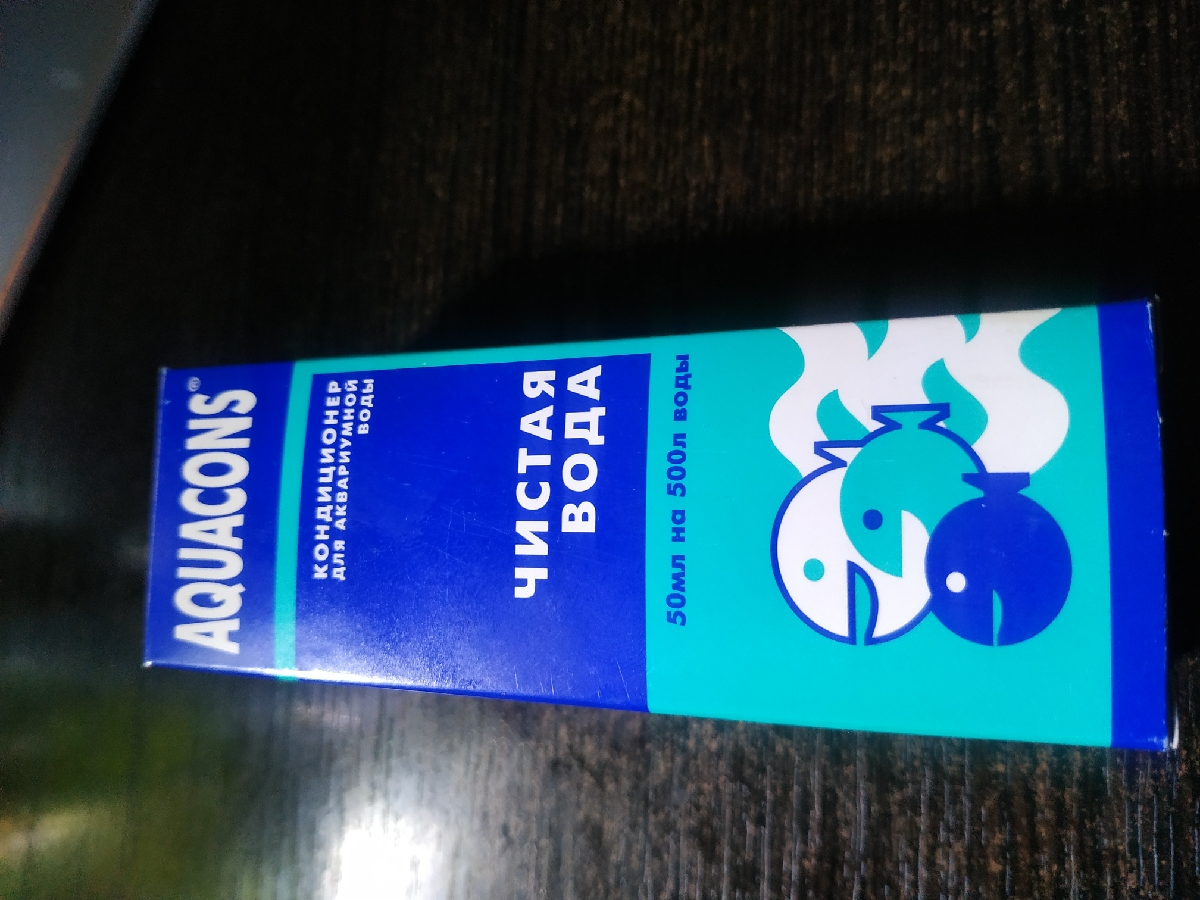 AQUACONS®
КОНДИЦИОНЕР
ДЛЯ АКВАРИУМНОЙ
ВОДЫ
ЧИСТАЯ
ВОДА
50мл на 500л воды